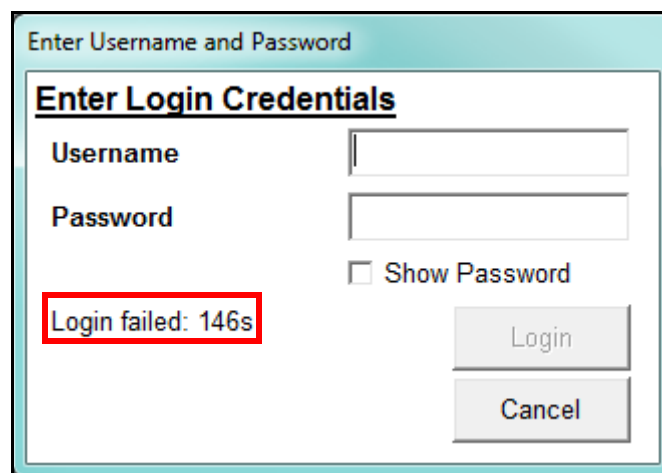 Enter Username and Password
Enter Login Credentials
Username
Password
Show Password
Login failed: 146s
Login
Cancel